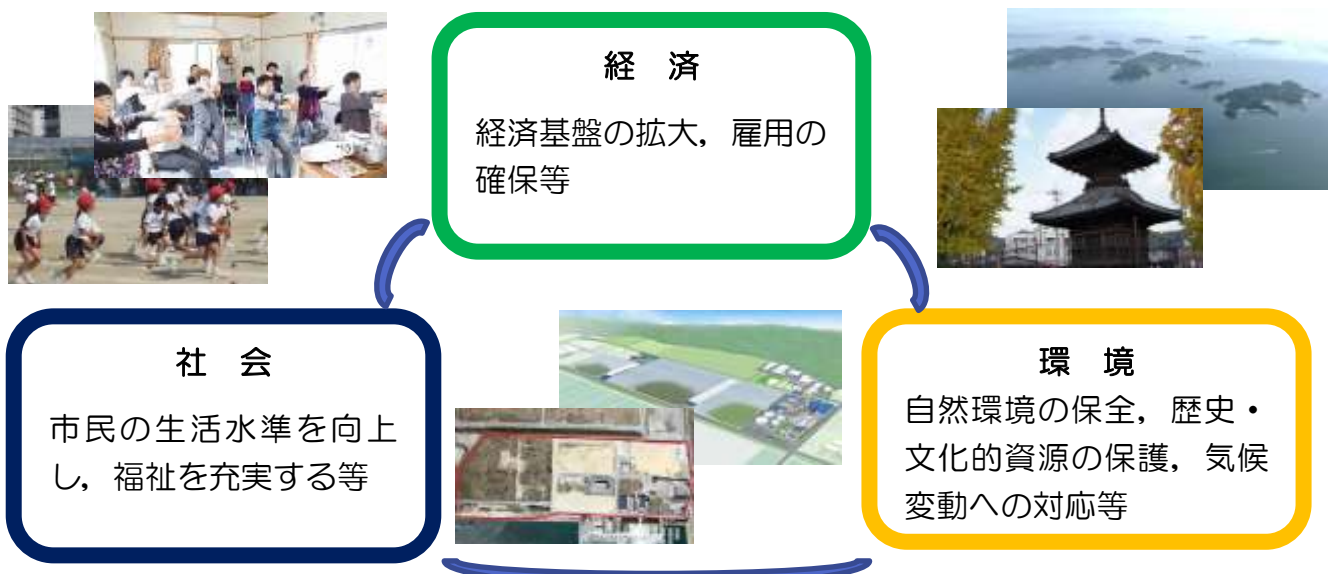 経　済
経済基盤の拡大，雇用の
確保等
社　会
市民の生活水準を向上
し，福祉を充実する等
環　境
自然環境の保全，歴史・
文化的資源の保護，気候
変動への対応等